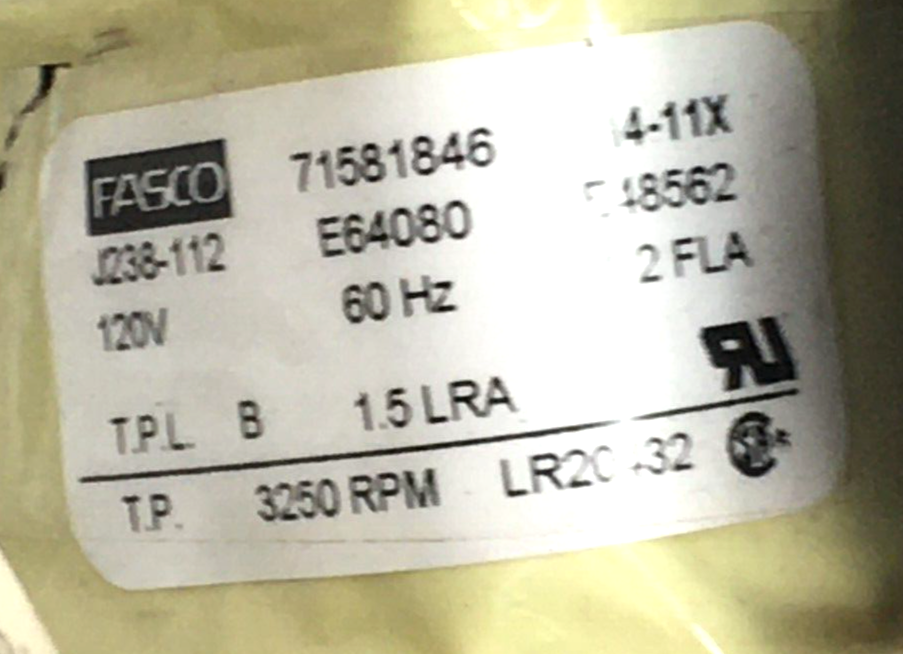 FASCO 71581846
J238-112 E64080
120V 60 Hz 2 FLA
T.P.L. B 1.5 LRA
T.P. 3250 RPM